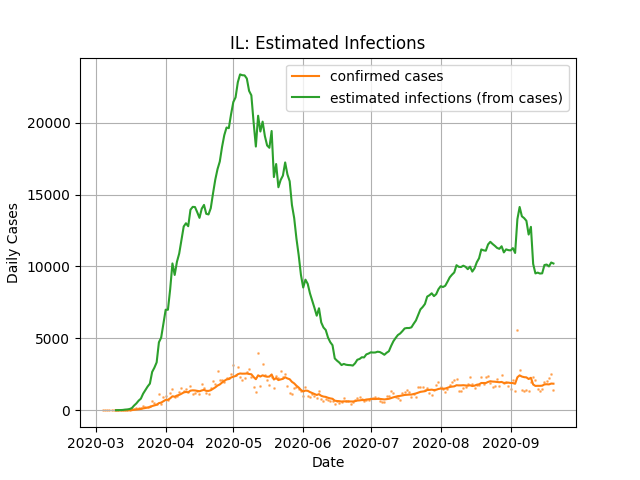 IL: Estimated Infections
confirmed cases
estimated infections (from cases)
Daily Cases
20000
15000
10000
5000
0
2020-03 2020-04 2020-05 2020-06 2020-07 2020-08 2020-09
Date